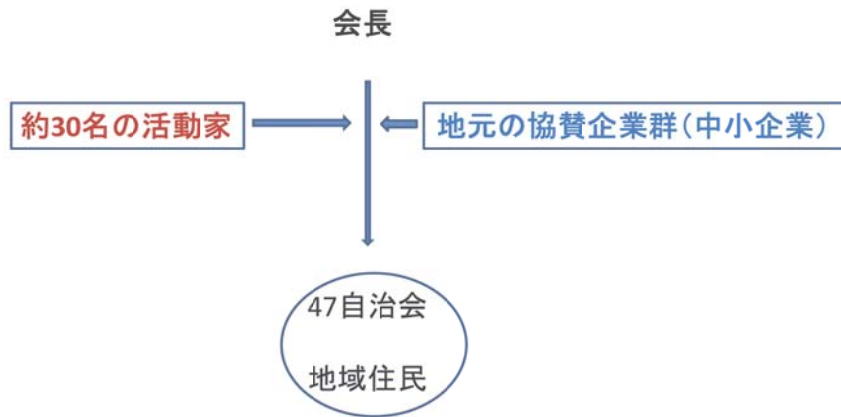 会長
約30名の活動家
地元の協賛企業群(中小企業)
47自治会
地域住民